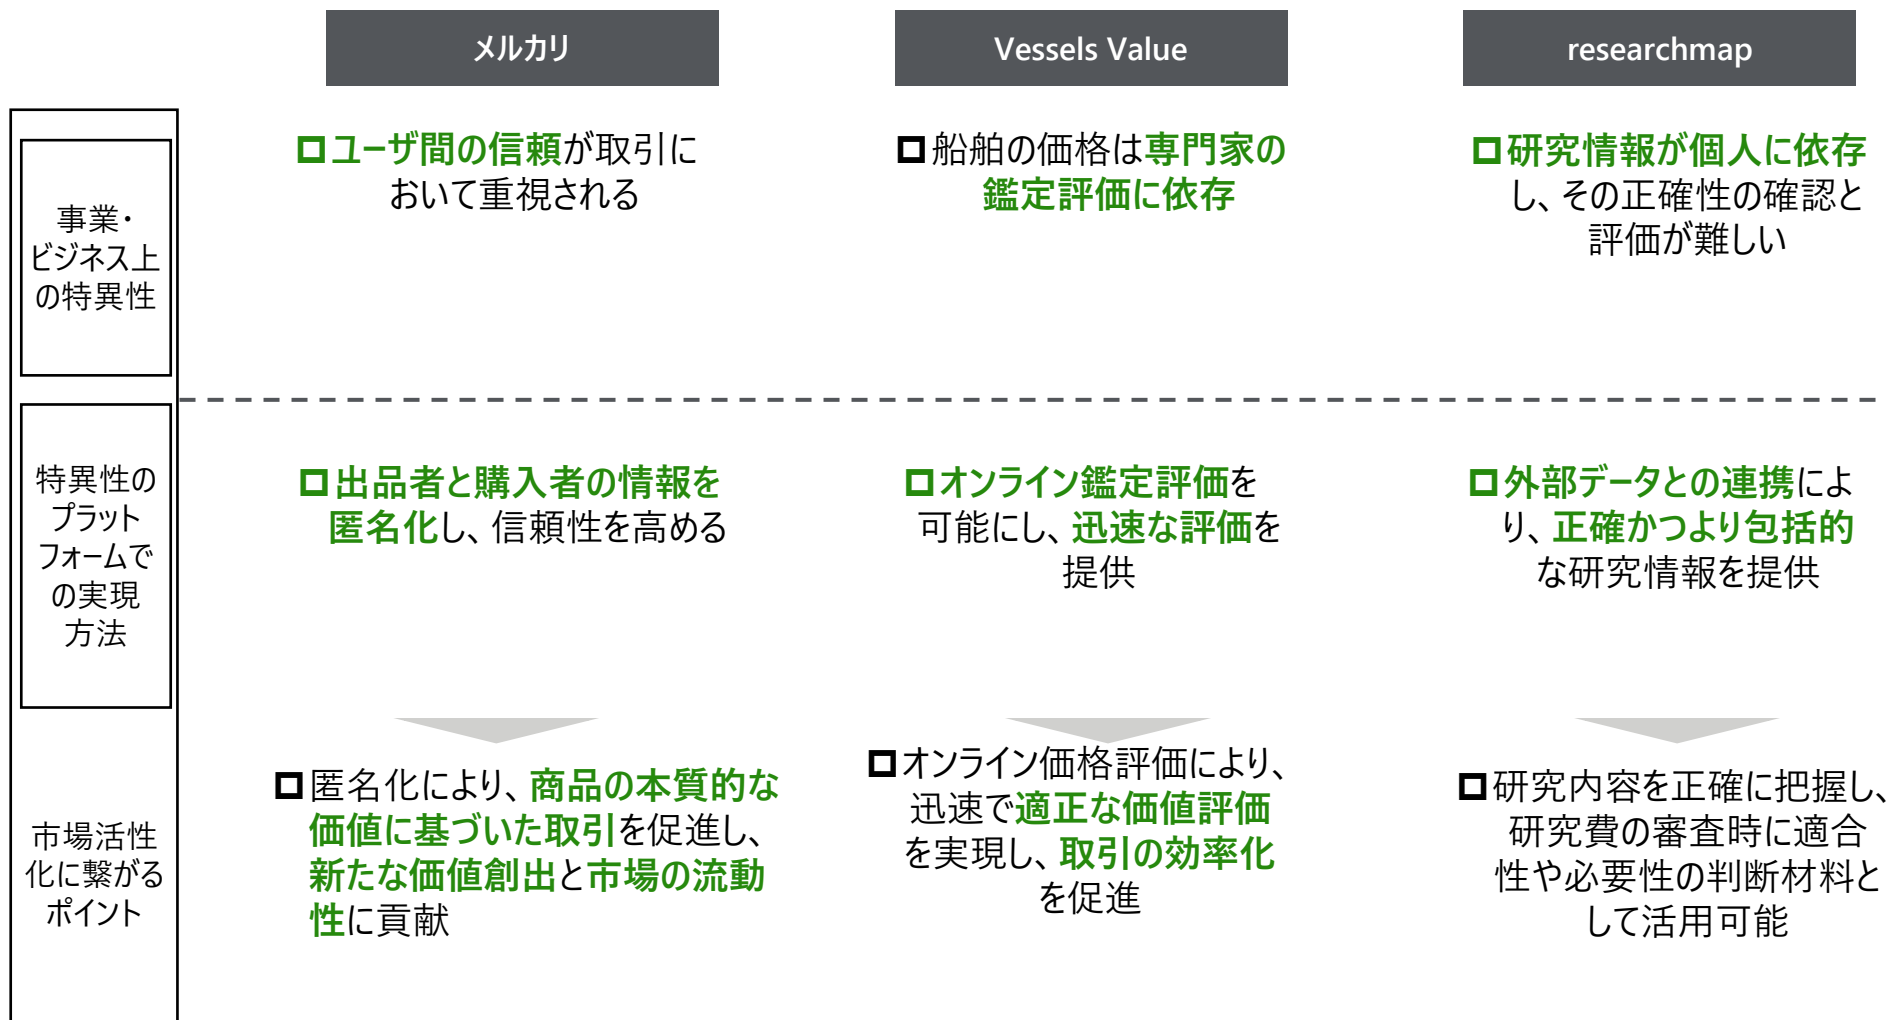 メルカリ
Vessels Value
researchmap
事業・
ビジネス上
の特異性
ユーザ間の信頼が取引に
おいて重視される
船舶の価格は専門家の
鑑定評価に依存
研究情報が個人に依存
し、その正確性の確認と
評価が難しい
特異性の
プラット
フォームで
の実現
方法
出品者と購入者の情報を
匿名化し、信頼性を高める
オンライン鑑定評価を
可能にし、迅速な評価を
提供
外部データとの連携によ
り、正確かつより包括的
な研究情報を提供
市場活性
化に繋がる
ポイント
匿名化により、商品の本質的な
価値に基づいた取引を促進し、
新たな価値創出と市場の流動
性に貢献
オンライン価格評価により、
迅速で適正な価値評価
を実現し、取引の効率化
を促進
研究内容を正確に把握し、
研究費の審査時に適合
性や必要性の判断材料と
して活用可能